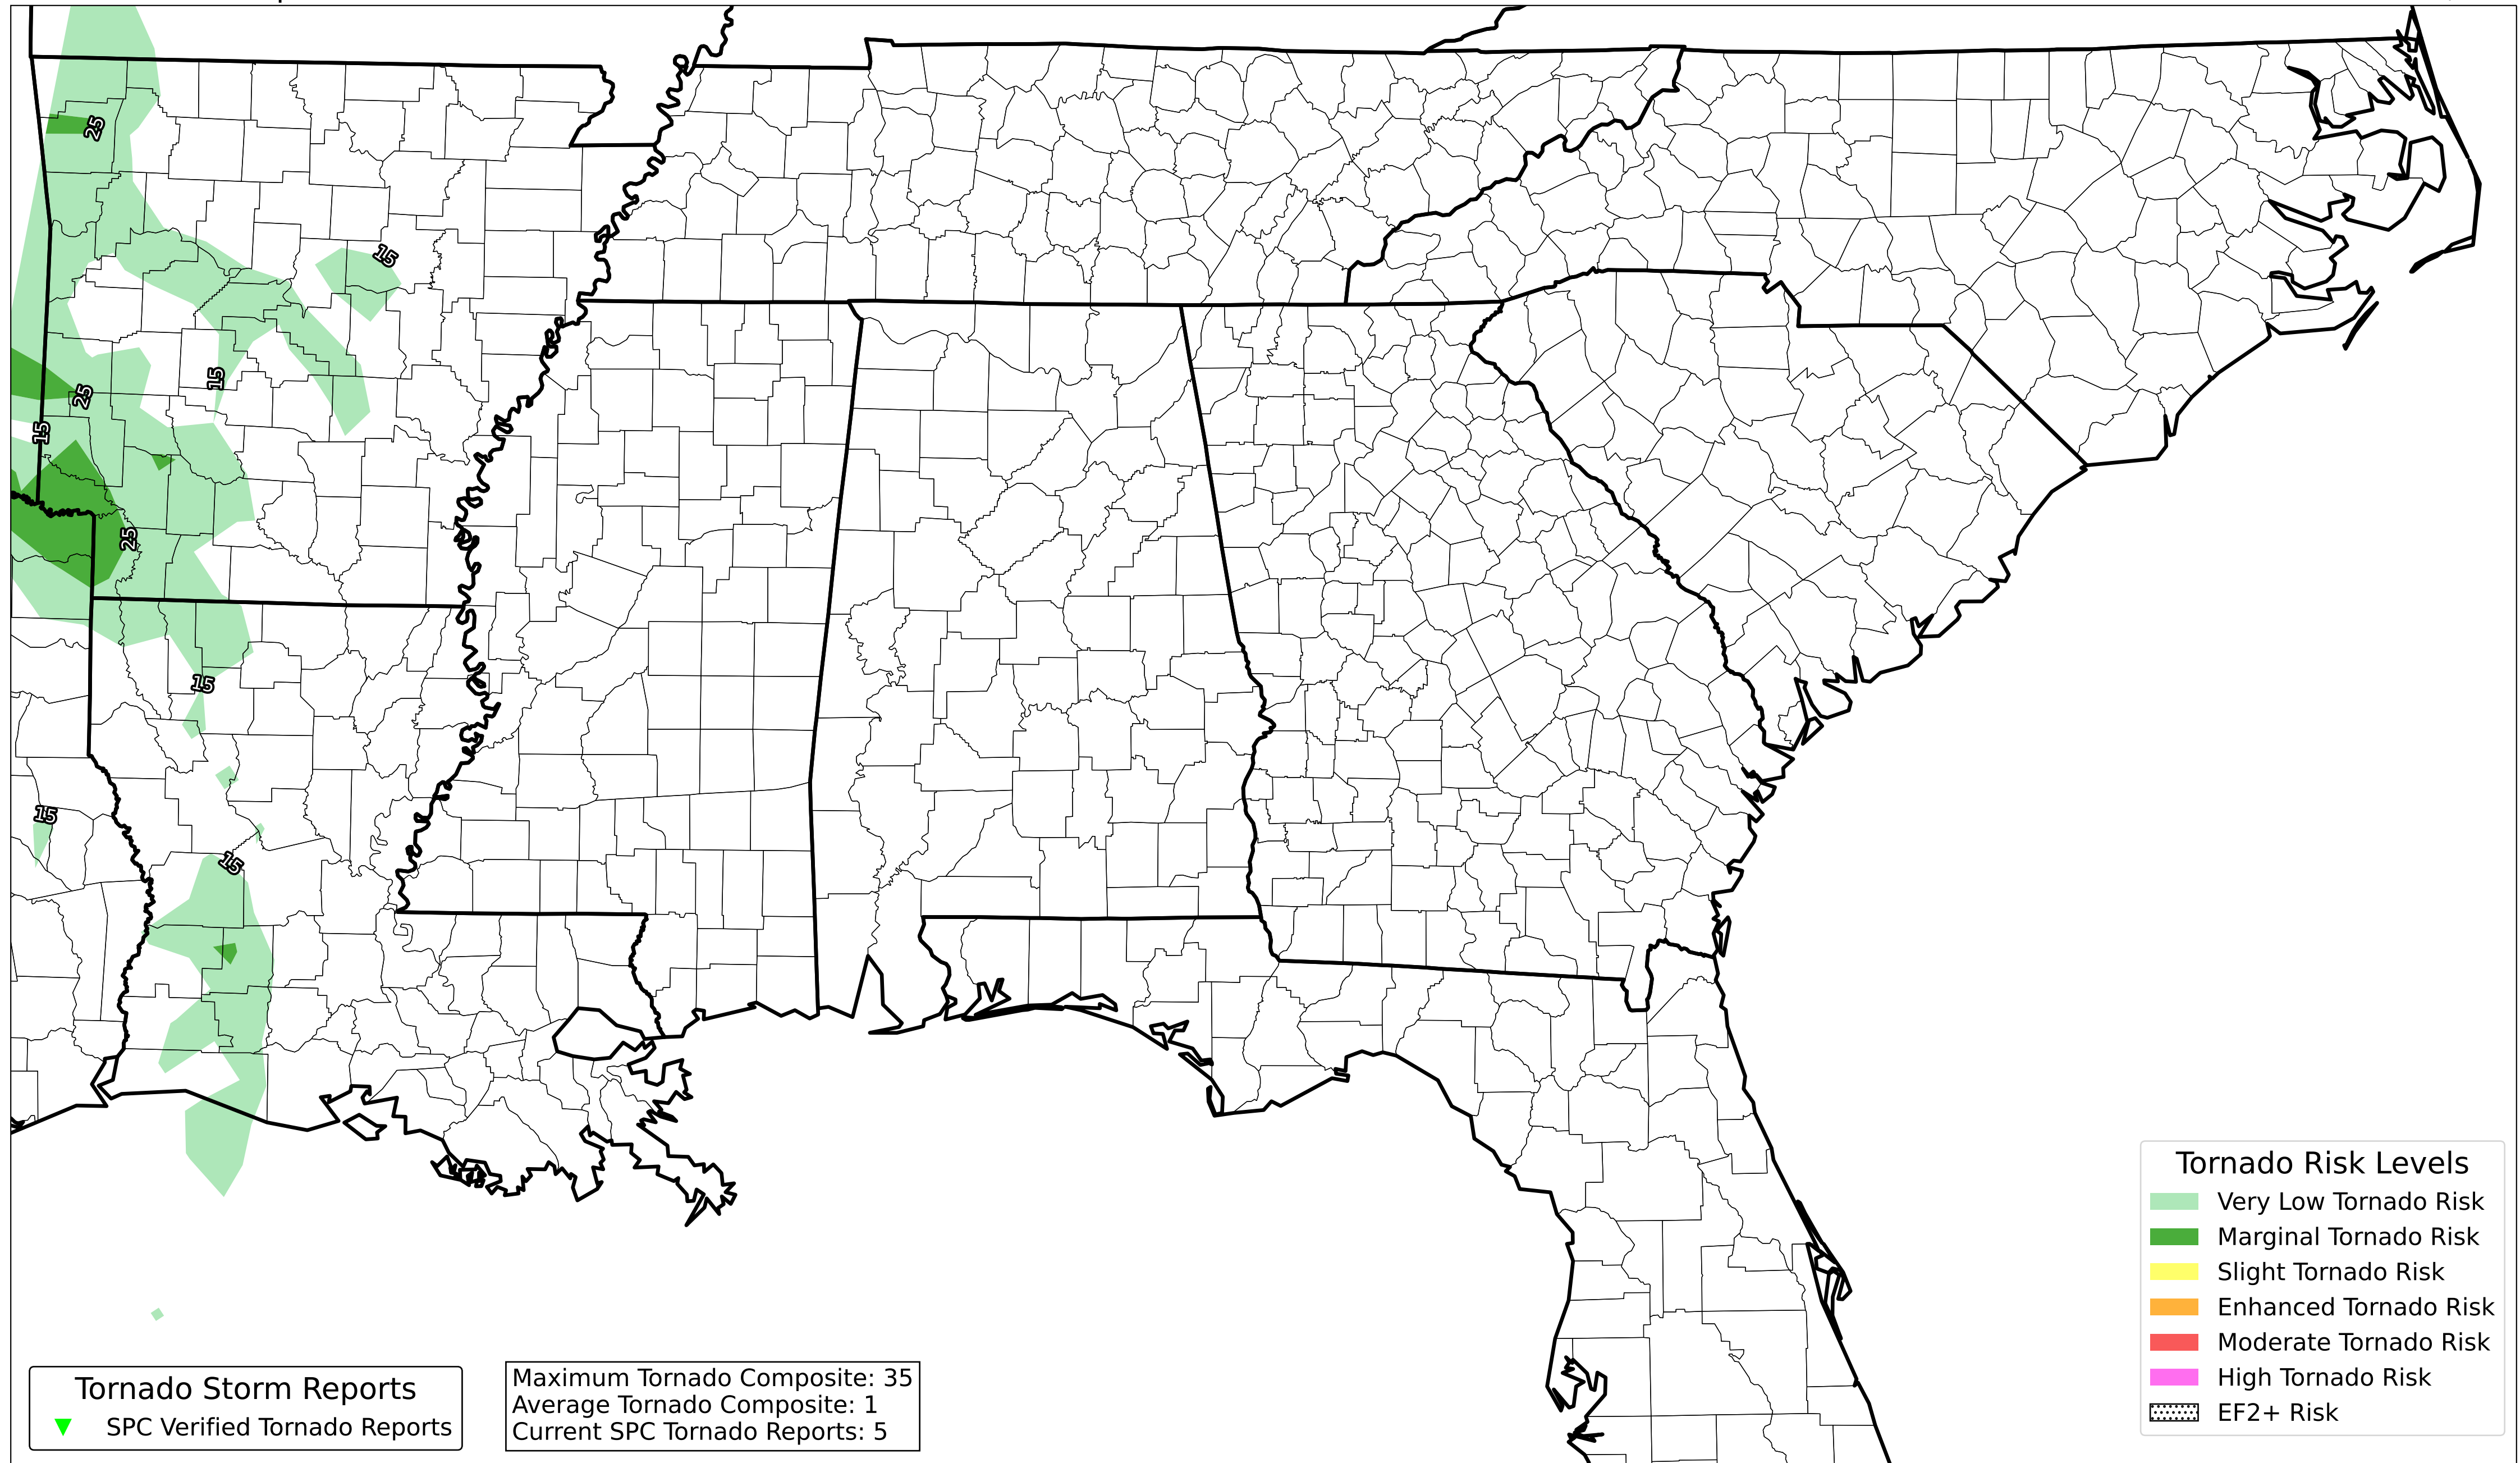 25
15
25
15
15
25
15
15
15
Tornado Storm Reports
SPC Verified Tornado Reports
Maximum Tornado Composite: 35
Average Tornado Composite: 1
Current SPC Tornado Reports: 5
Tornado Risk Levels
Very Low Tornado Risk
Marginal Tornado Risk
Slight Tornado Risk
Enhanced Tornado Risk
Moderate Tornado Risk
High Tornado Risk
EF2+ Risk